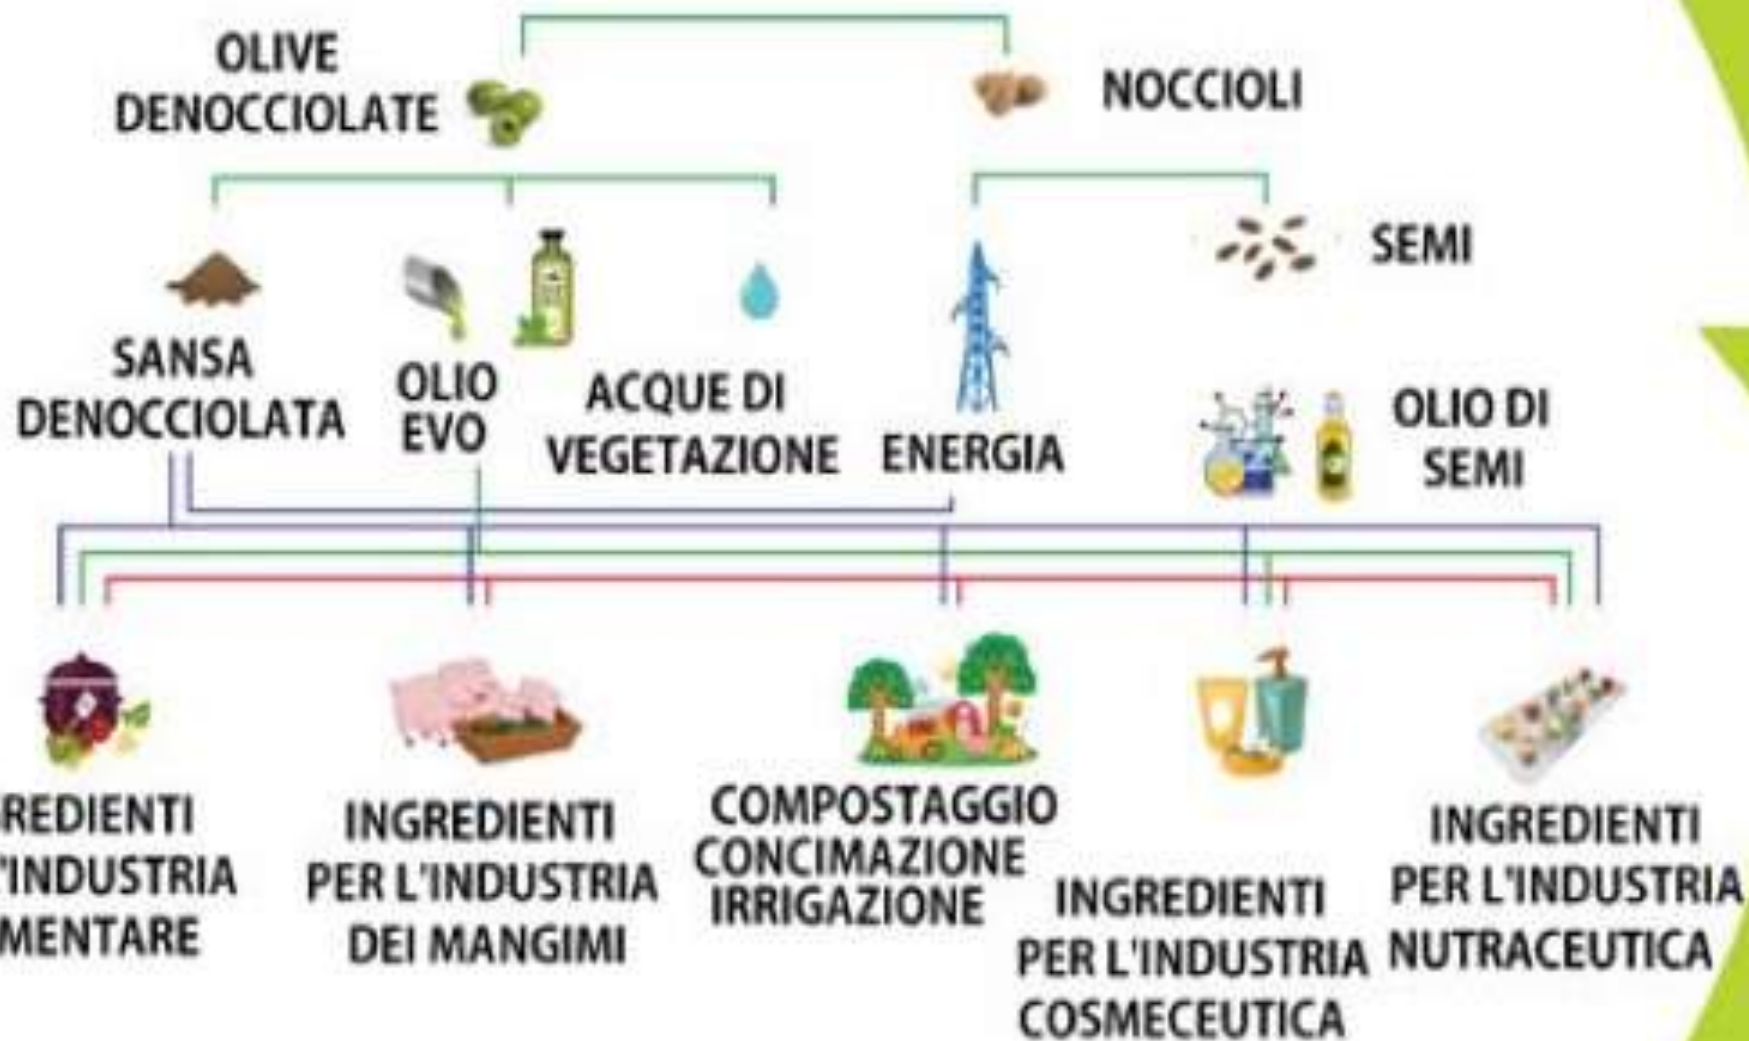 OLIVE
DENOCCIOLATE
NOCCIOLI
SEMI
SANSA
DENOCCIOLATA
OLIO
EVO
ACQUE DI
VEGETAZIONE
ENERGIA
OLIO DI
SEMI
REDIENTI
'INDUSTRIA
MENTARE
INGREDIENTI
PER L'INDUSTRIA
DEI MANGIMI
COMPOSTAGGIO
CONCIMAZIONE
IRRIGAZIONE
INGREDIENTI
PER L'INDUSTRIA
COSMECEUTICA
INGREDIENTI
PER L'INDUSTRIA
NUTRACEUTICA